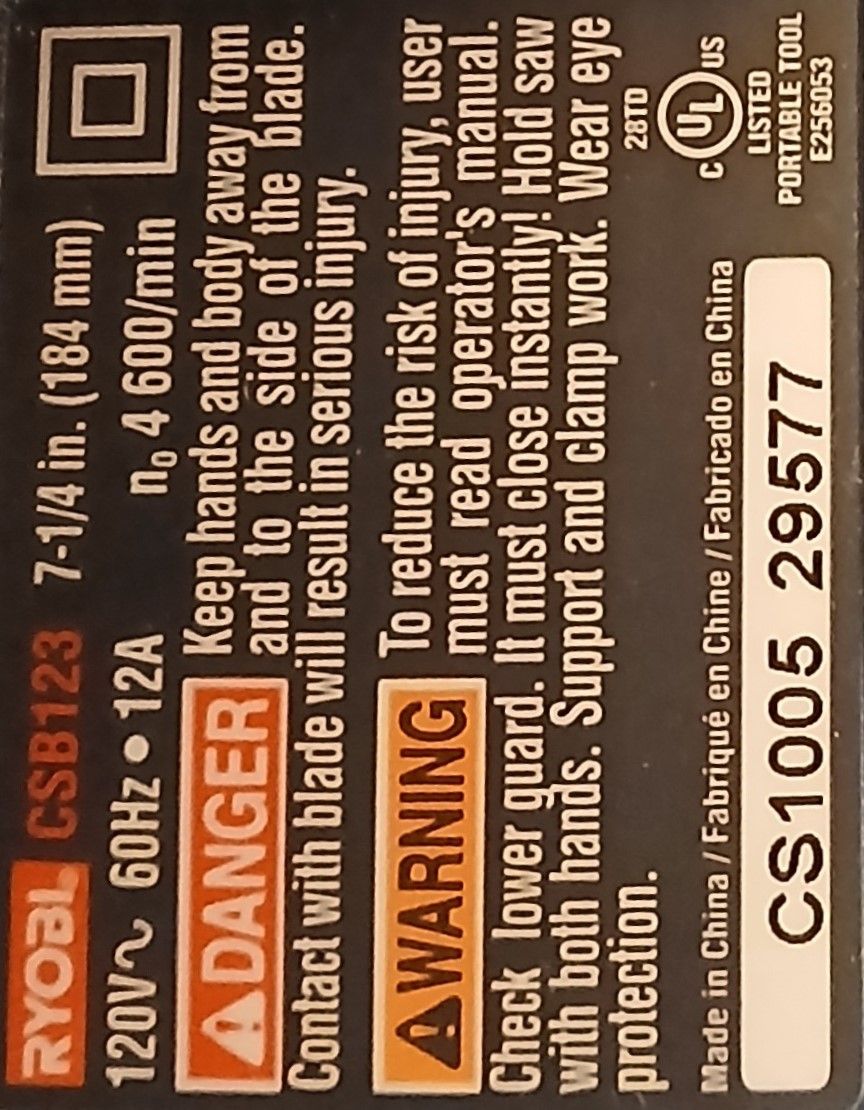 RYOBI CSB123 7-1/4 in. (184 mm)
120V~ 60Hz • 12A n₀ 4 600/min
DANGER Keep hands and body away from
and to the side of the blade.
Contact with blade will result in serious injury.
WARNING To reduce the risk of injury, user
must read operator's manual.
Check lower guard. It must close instantly! Hold saw
with both hands. Support and clamp work. Wear eye
protection.
28TD
C UL US
LISTED
PORTABLE TOOL
E256053
Made in China / Fabriqué en Chine / Fabricado en China
CS1005 29577